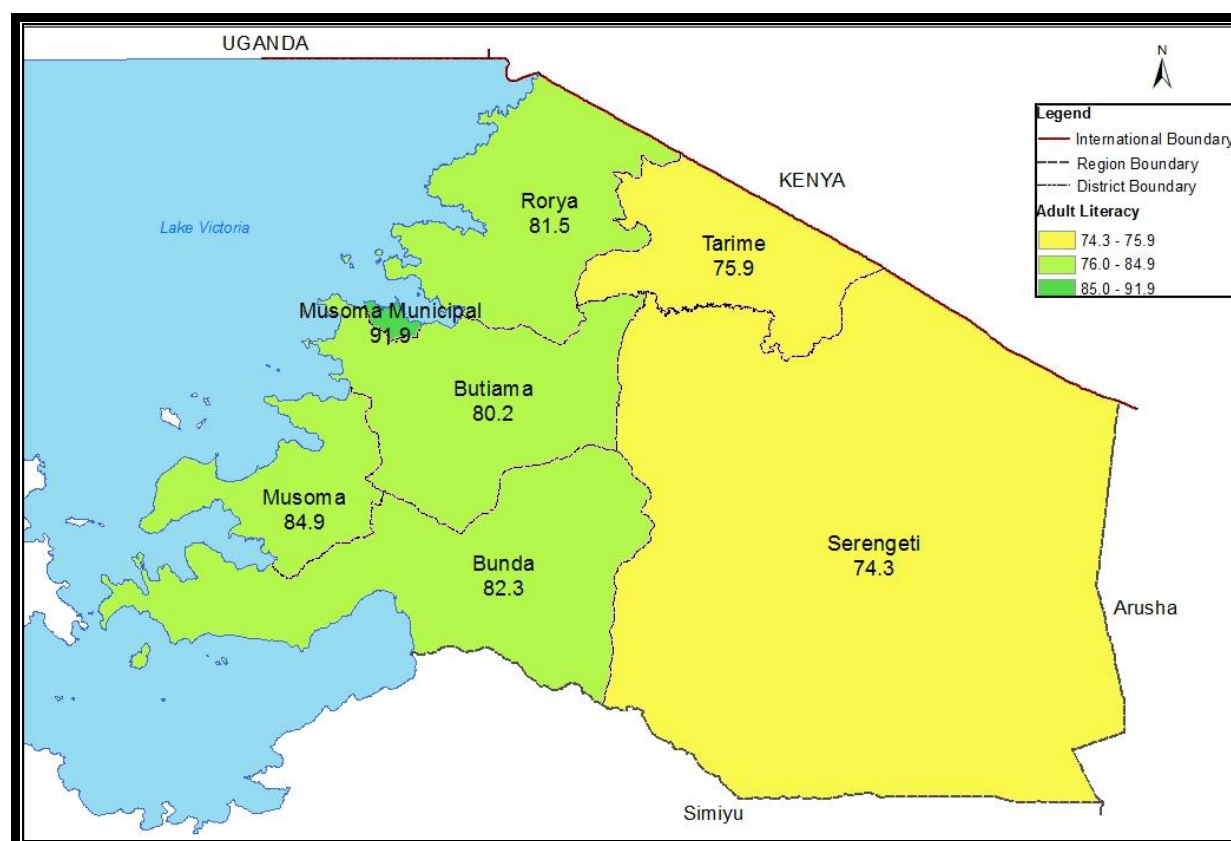 UGANDA
N
Legend
International Boundary
Region Boundary
District Boundary
Adult Literacy
74.3 - 75.9
76.0 - 84.9
85.0 - 91.9
KENYA
Rorya
81.5
Lake Victoria
Tarime
75.9
Musoma Municipal
91.9
Butiama
80.2
Musoma
84.9
Serengeti
74.3
Bunda
82.3
Arusha
Simiyu